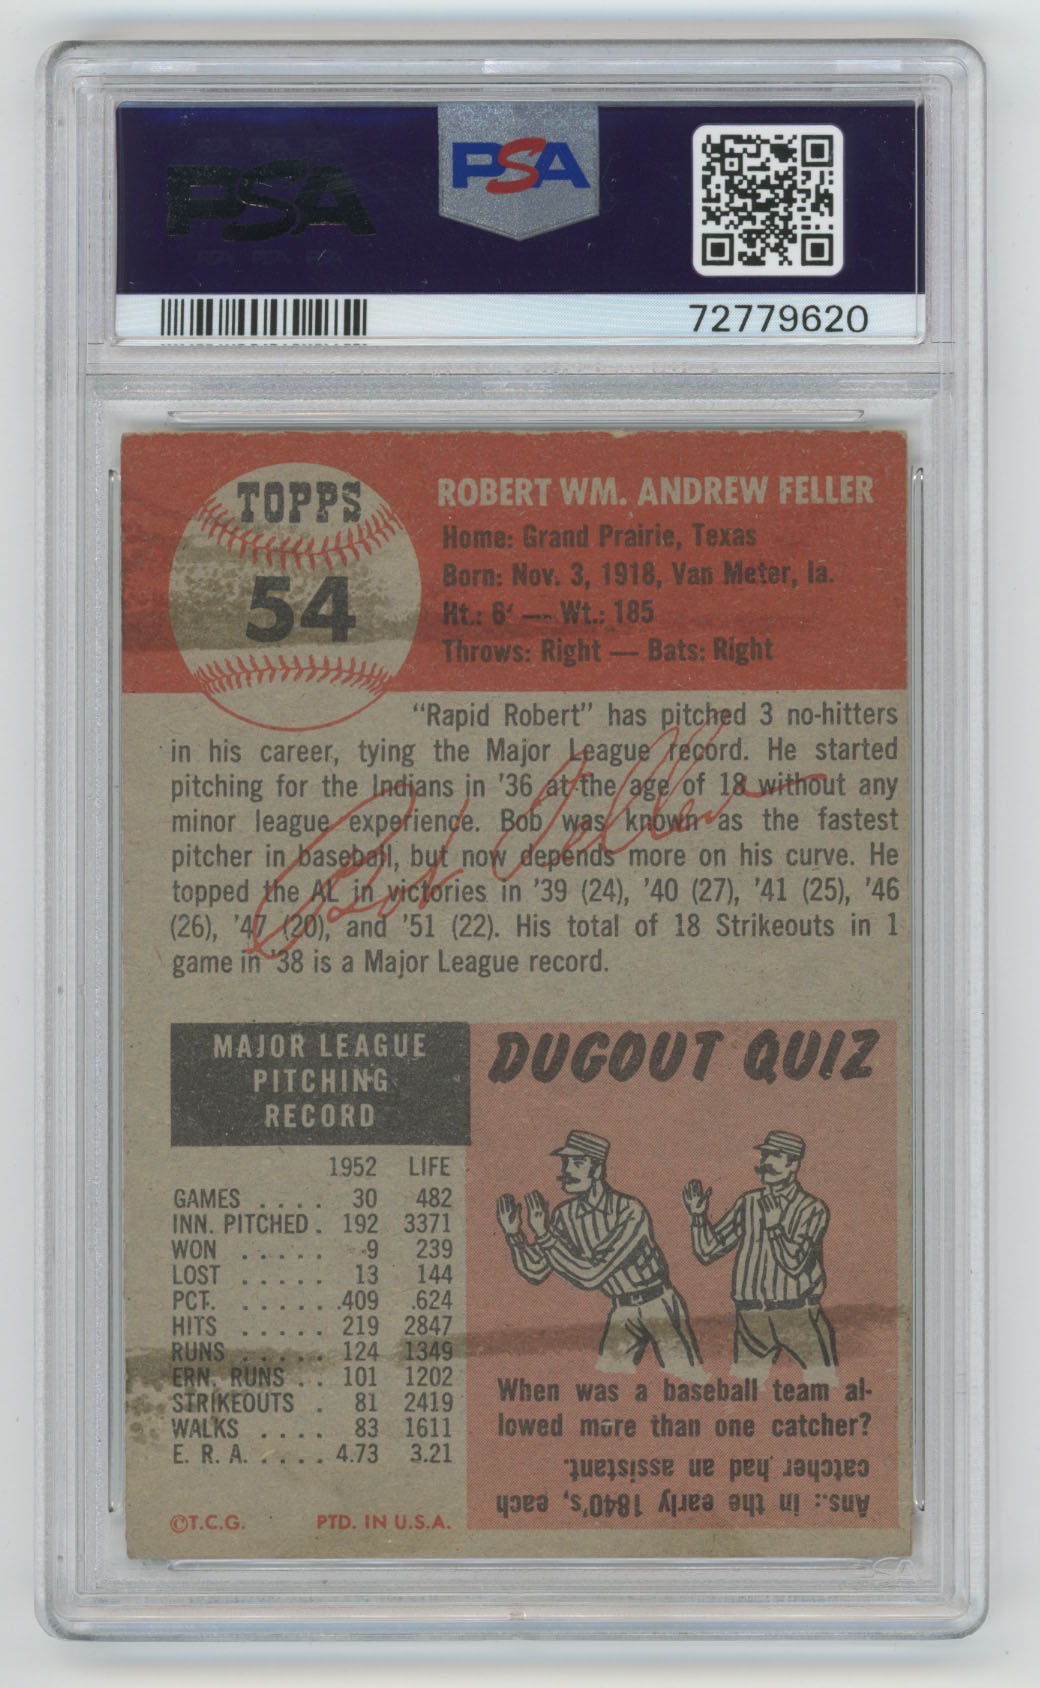 PSA
PSA
72779620
TOPPS
54
ROBERT WM. ANDREW FELLER
Home: Grand Prairie, Texas
Born: Nov. 3, 1918, Van Meter, Ia.
Ht.: 6' — Wt.: 185
Throws: Right — Bats: Right
"Rapid Robert" has pitched 3 no-hitters
in his career, tying the Major League record. He started
pitching for the Indians in '36 at the age of 18 without any
minor league experience. Bob was known as the fastest
pitcher in baseball, but now depends more on his curve. He
topped the AL in victories in '39 (24), '40 (27), '41 (25), '46
(26), '47 (20), and '51 (22). His total of 18 Strikeouts in 1
game in '38 is a Major League record.
Bob Feller
MAJOR LEAGUE
PITCHING
RECORD
1952 LIFE
GAMES . . . . 30 482
INN. PITCHED . 192 3371
WON . . . . . 9 239
LOST . . . . . 13 144
PCT. . . . . . . .409 .624
HITS . . . . . 219 2847
RUNS . . . . . 124 1349
ERN. RUNS . . 101 1202
STRIKEOUTS . 81 2419
WALKS . . . . 83 1611
E. R. A. . . . . 4.73 3.21
©T.C.G. PTD. IN U.S.A.
DUGOUT QUIZ
When was a baseball team al-
lowed more than one catcher?
Ans.: in the early 1840's, each
catcher had an assistant.